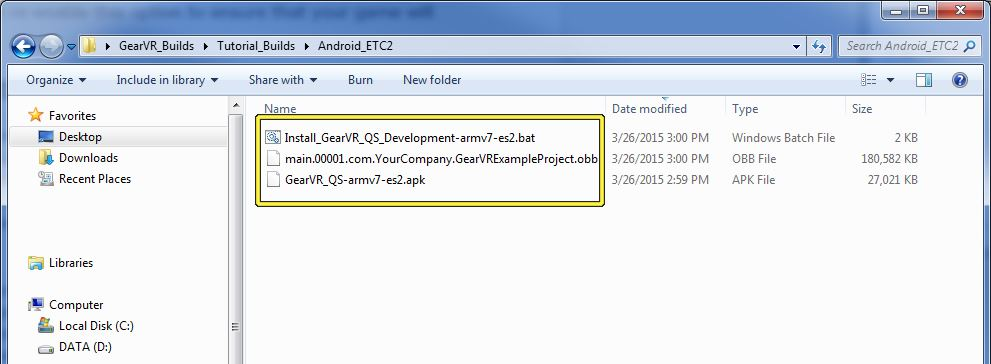 GearVR_Builds Tutorial_Builds Android_ETC2 Search Android_ETC2
Organize Include in library Share with Burn New folder
Name Date modified Type Size
Favorites
Desktop
Downloads
Recent Places
Libraries
Computer
Local Disk (C:)
DATA (D:)
Install_GearVR_QS_Development-armv7-es2.bat 3/26/2015 3:00 PM Windows Batch File 2 KB
main.00001.com.YourCompany.GearVRExampleProject.obb 3/26/2015 3:00 PM OBB File 180,582 KB
GearVR_QS-armv7-es2.apk 3/26/2015 2:59 PM APK File 27,021 KB